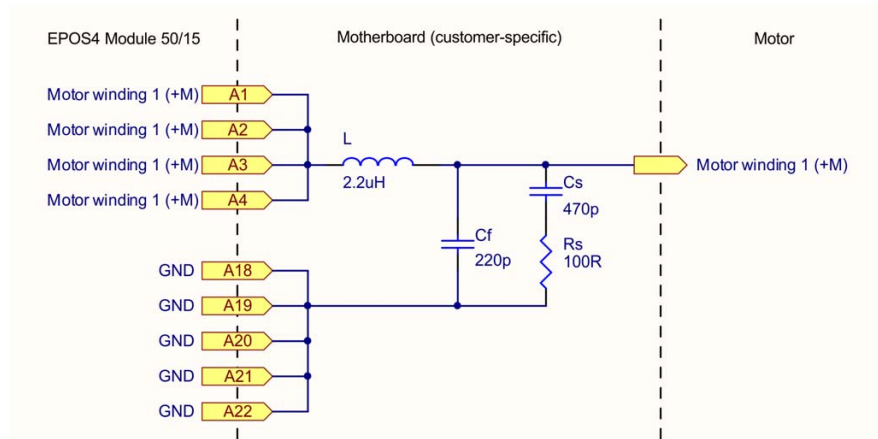 EPOS4 Module 50/15
Motherboard (customer-specific)
Motor
Motor winding 1 (+M) A1
Motor winding 1 (+M) A2
Motor winding 1 (+M) A3
Motor winding 1 (+M) A4
L
2.2uH
Motor winding 1 (+M)
Cs
470p
Cf
220p
Rs
100R
GND A18
GND A19
GND A20
GND A21
GND A22